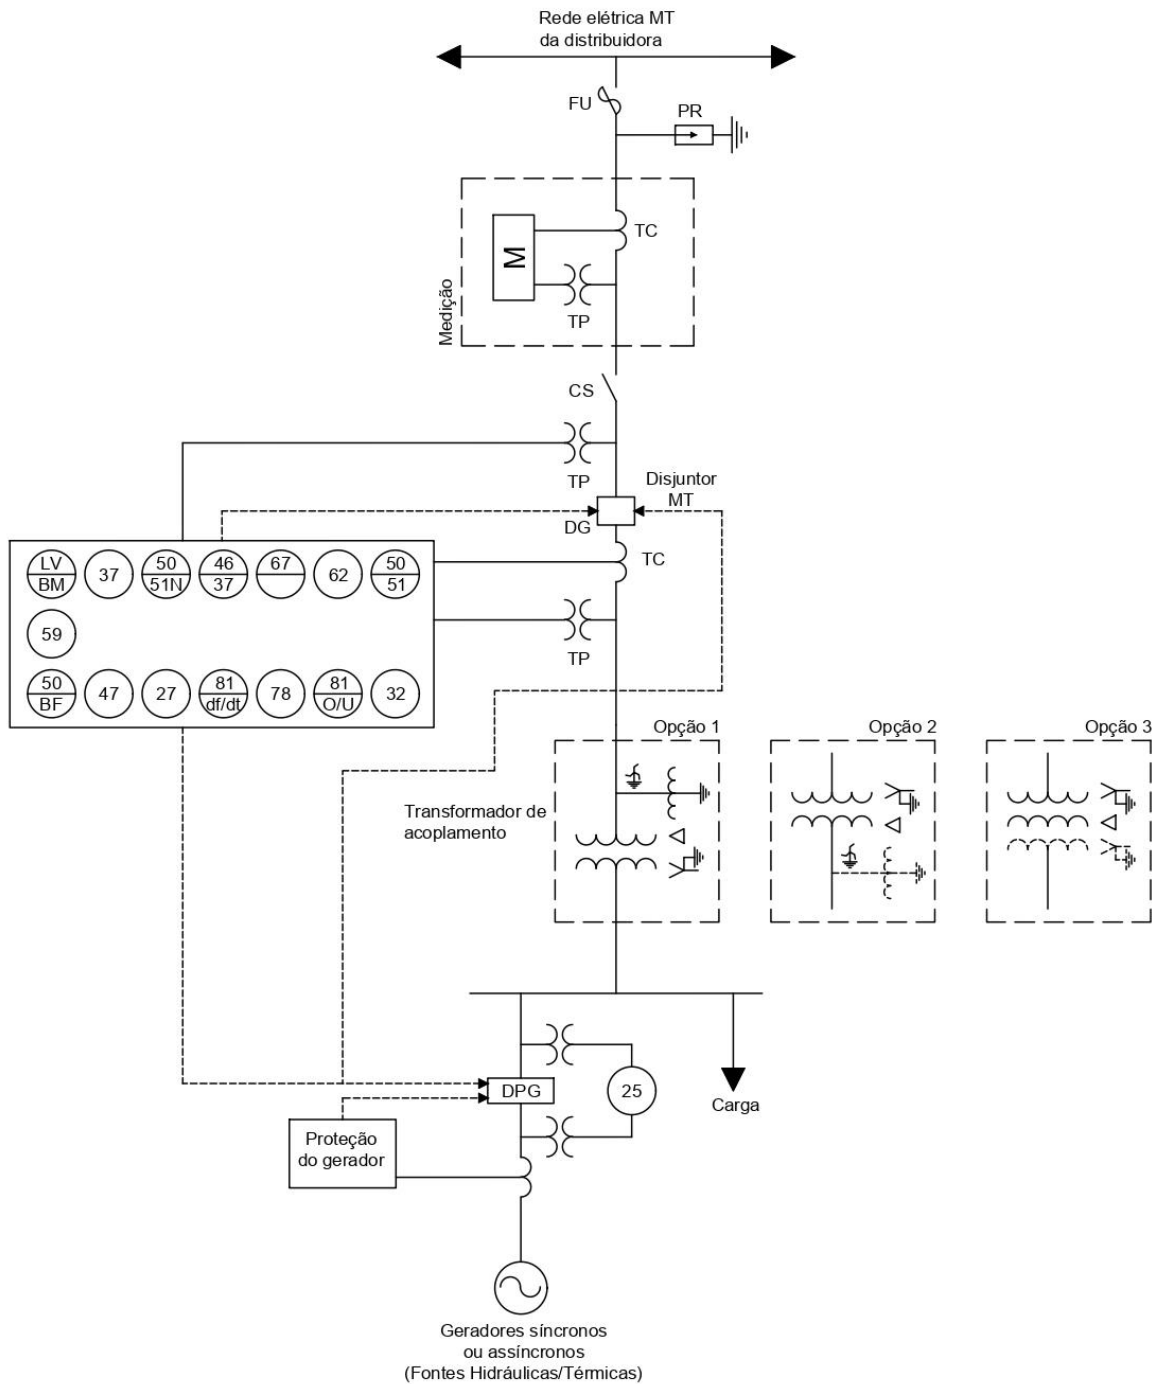 Rede elétrica MT
da distribuidora
FU
PR
TC
M
TP
Medição
CS
TP
Disjuntor
MT
DG
TC
LV
BM
37
50
51N
46
37
67
62
50
51
59
TP
50
BF
47
27
81
df/dt
78
81
O/U
32
Opção 1
Opção 2
Opção 3
Transformador de
acoplamento
DPG
25
Carga
Proteção
do gerador
Geradores síncronos
ou assíncronos
(Fontes Hidráulicas/Térmicas)